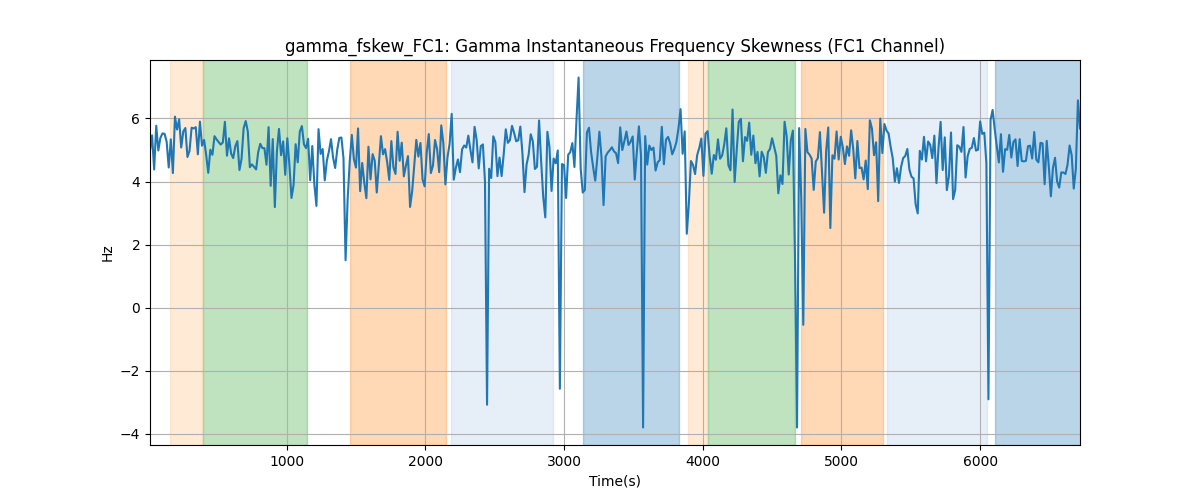 gamma_fskew_FC1: Gamma Instantaneous Frequency Skewness (FC1 Channel)
6
4
2
0
−2
−4
Hz
1000 2000 3000 4000 5000 6000
Time(s)